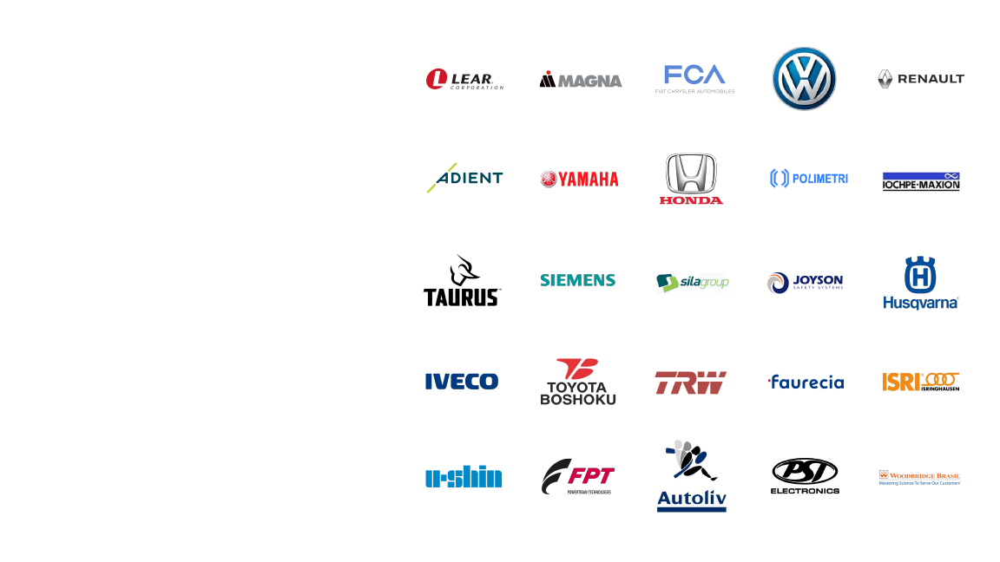 LEAR
CORPORATION
MAGNA
FCA
FIAT CHRYSLER AUTOMOBILES
VW
RENAULT
ADIENT
YAMAHA
HONDA
POLIMETRI
IOCHPE-MAXION
TAURUS™
SIEMENS
silagroup
JOYSON
SAFETY SYSTEMS
H
Husqvarna
IVECO
TOYOTA
BOSHOKU
TRW
faurecia
ISRI®
ISRINGHAUSEN
u-shin
FPT
POWERTRAIN TECHNOLOGIES
Autoliv
PST
ELECTRONICS
WOODBRIDGE BRASIL
Mastering Science To Serve Our Customers